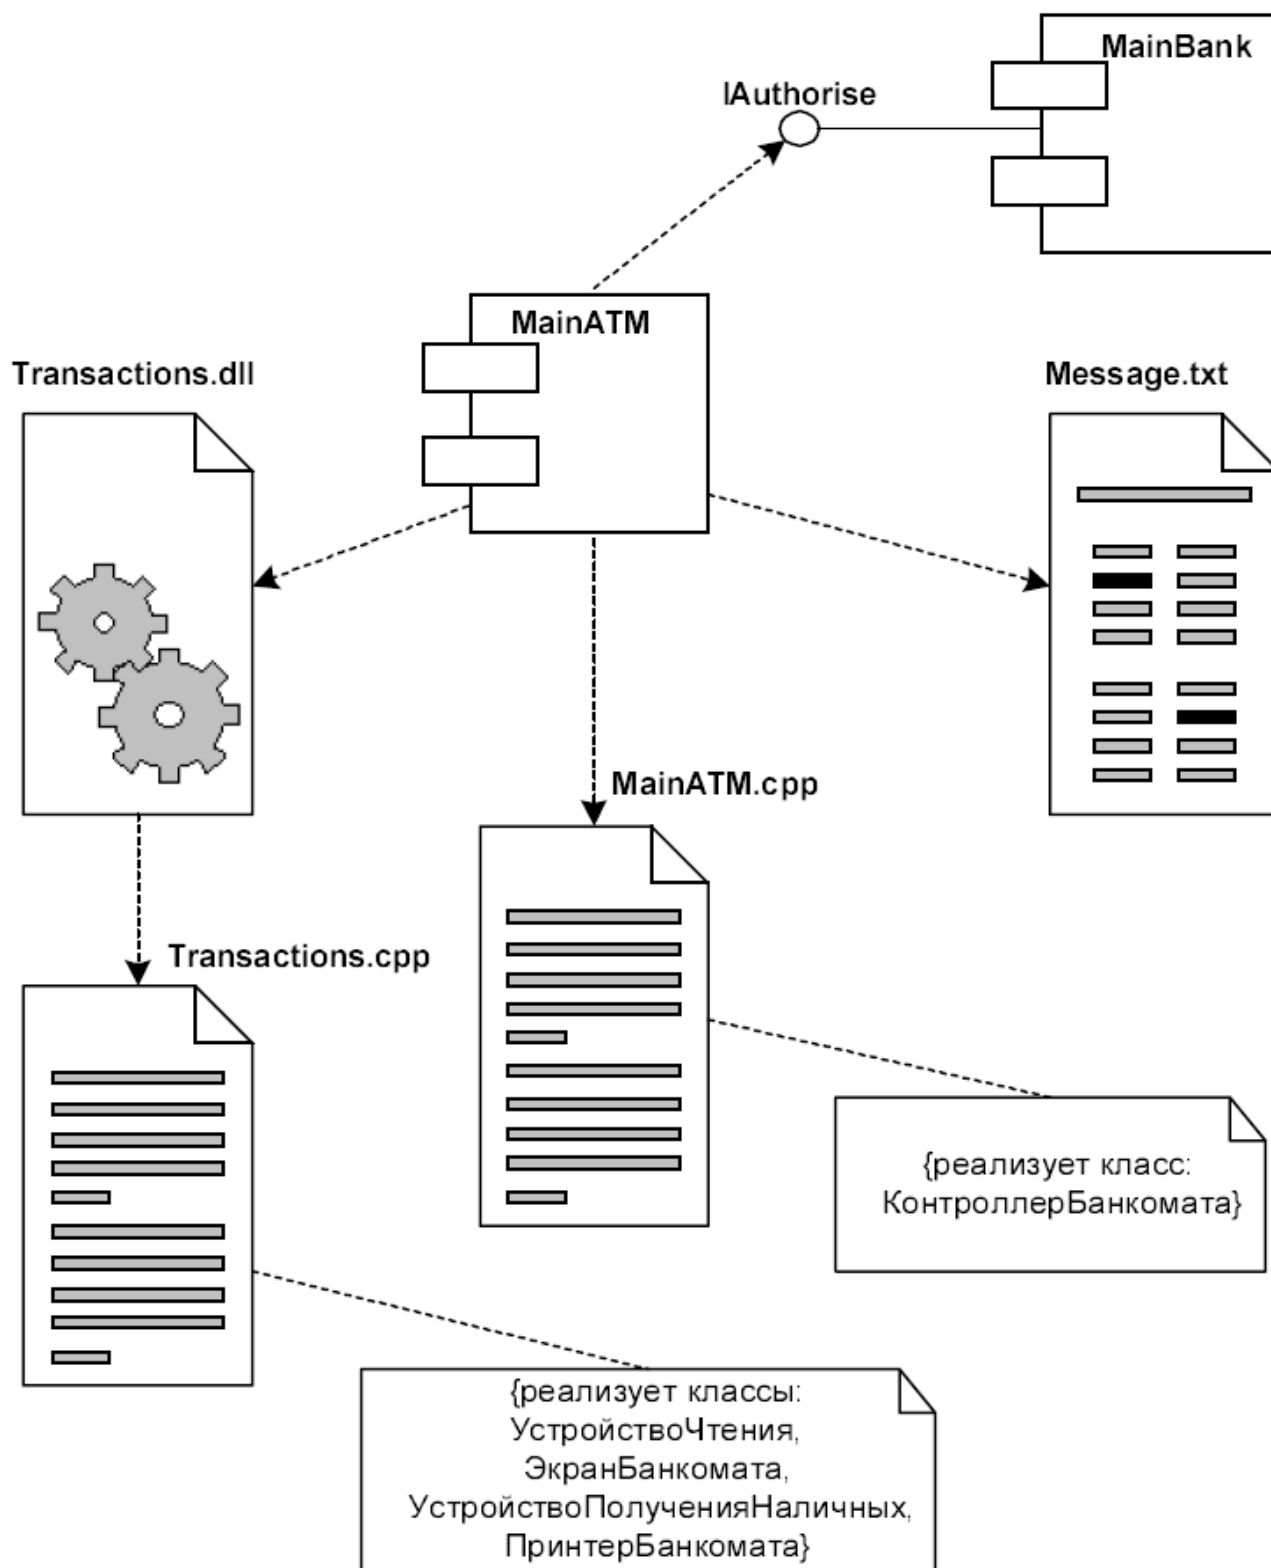 MainBank
IAuthorise
MainATM
Transactions.dll
Message.txt
MainATM.cpp
Transactions.cpp
{реализует класс:
КонтроллерБанкомата}
{реализует классы:
УстройствоЧтения,
ЭкранБанкомата,
УстройствоПолученияНаличных,
ПринтерБанкомата}